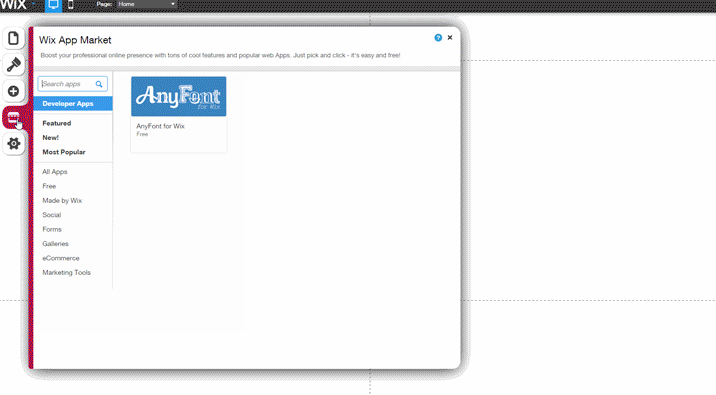 WiX
Page: Home
Wix App Market
Boost your professional online presence with tons of cool features and popular web Apps. Just pick and click - it's easy and free!
Search apps
Developer Apps
Featured
New!
Most Popular
All Apps
Free
Made by Wix
Social
Forms
Galleries
eCommerce
Marketing Tools
AnyFont
for Wix
AnyFont for Wix
Free